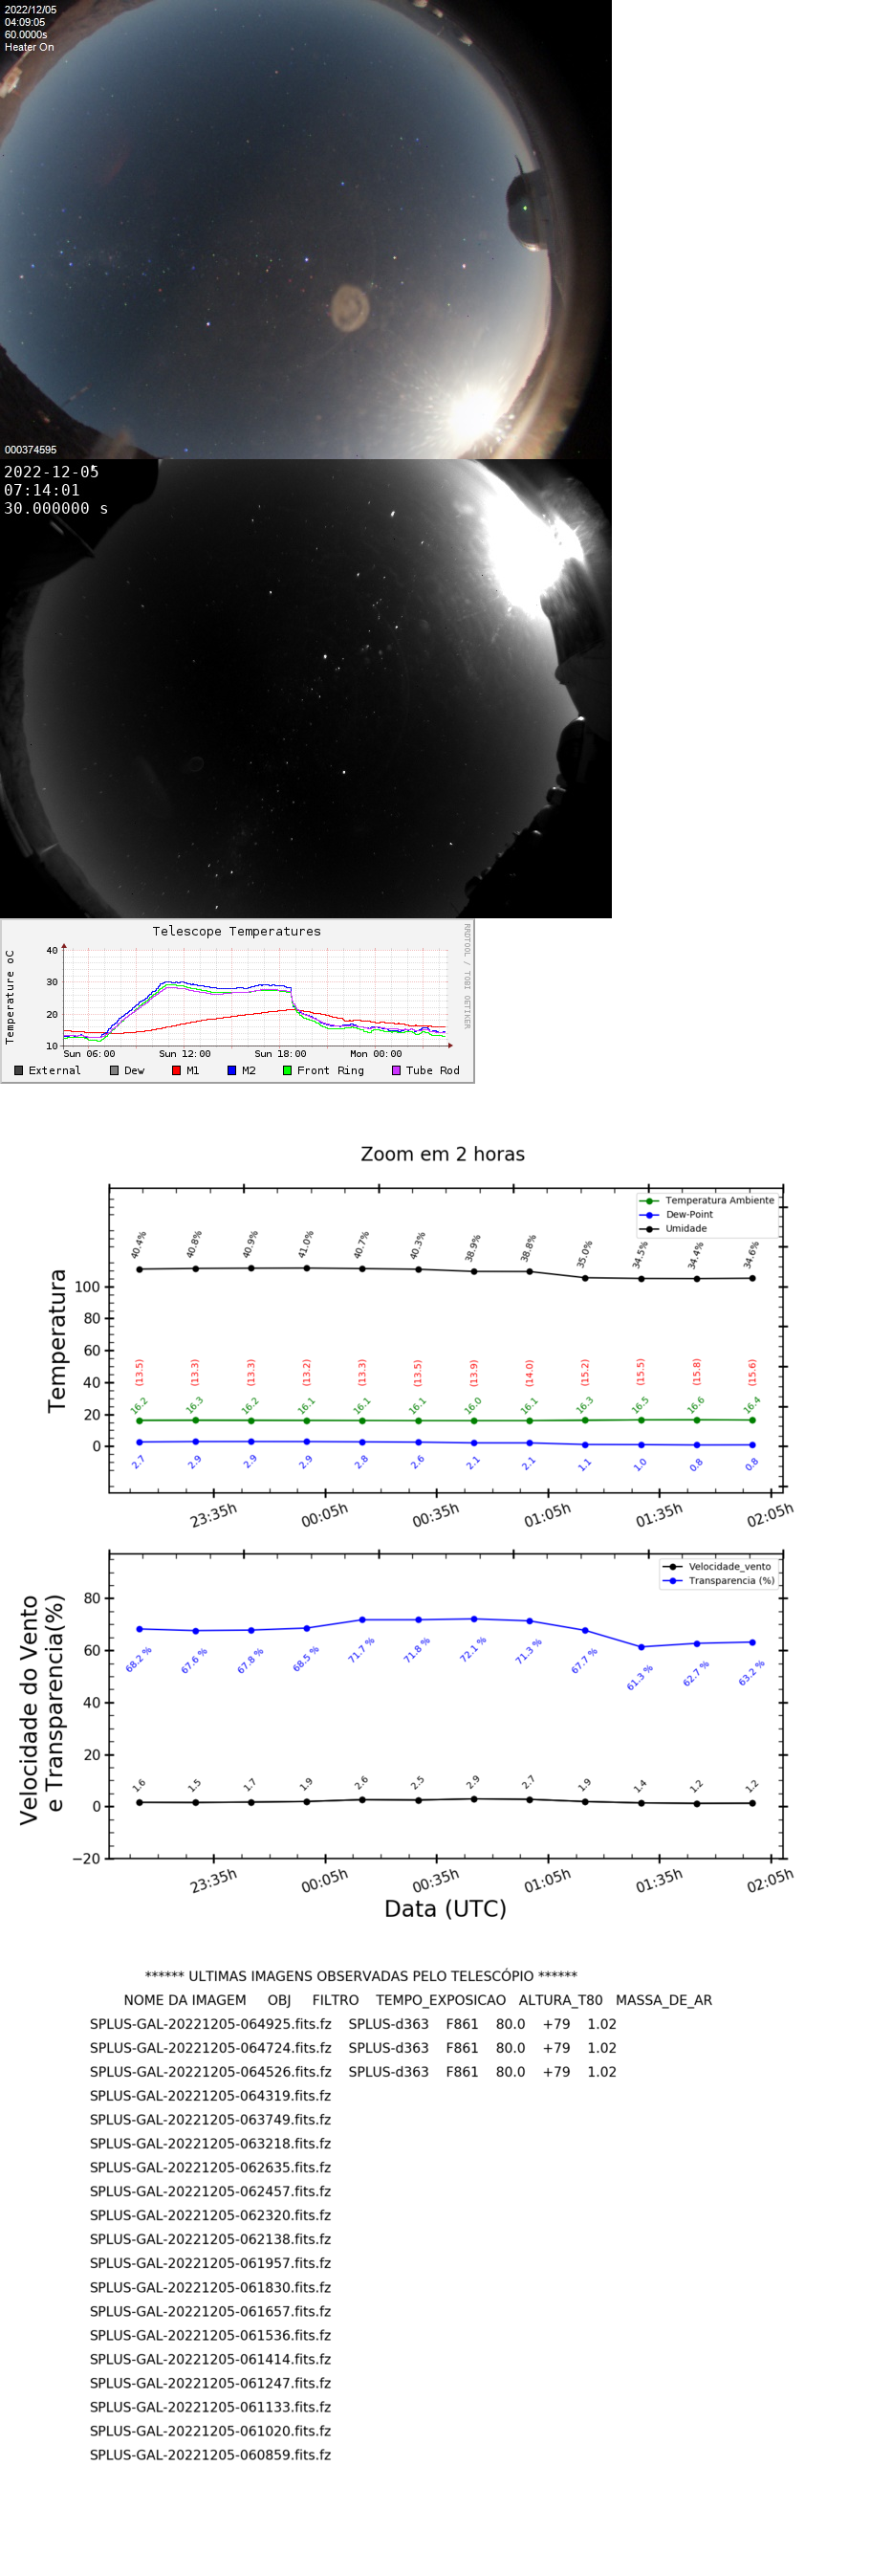 2022/12/05
04:09:05
60.0000s
Heater On
000374595
2022-12-05
07:14:01
30.000000 s
Telescope Temperatures
RRDTOOL / TOBI OETIKER
Temperature oC
40
30
20
10
Sun 06:00 Sun 12:00 Sun 18:00 Mon 00:00
External Dew M1 M2 Front Ring Tube Rod
Zoom em 2 horas
Temperatura Ambiente
Dew-Point
Umidade
Temperatura
100
80
60
40
20
0
40.4% 40.8% 40.9% 41.0% 40.7% 40.3% 38.9% 38.8% 35.0% 34.5% 34.4% 34.6%
(13.5) (13.3) (13.3) (13.2) (13.3) (13.5) (13.9) (14.0) (15.2) (15.5) (15.8) (15.6)
16.2 16.3 16.2 16.1 16.1 16.1 16.0 16.1 16.3 16.5 16.6 16.4
2.7 2.9 2.9 2.9 2.8 2.6 2.1 2.1 1.1 1.0 0.8 0.8
23:35h 00:05h 00:35h 01:05h 01:35h 02:05h
Velocidade_vento
Transparencia (%)
Velocidade do Vento
e Transparencia(%)
80
60
40
20
0
−20
68.2 % 67.6 % 67.8 % 68.5 % 71.7 % 71.8 % 72.1 % 71.3 % 67.7 % 61.3 % 62.7 % 63.2 %
1.6 1.5 1.7 1.9 2.6 2.5 2.9 2.7 1.9 1.4 1.2 1.2
23:35h 00:05h 00:35h 01:05h 01:35h 02:05h
Data (UTC)
****** ULTIMAS IMAGENS OBSERVADAS PELO TELESCÓPIO ******
NOME DA IMAGEM OBJ FILTRO TEMPO_EXPOSICAO ALTURA_T80 MASSA_DE_AR
SPLUS-GAL-20221205-064925.fits.fz SPLUS-d363 F861 80.0 +79 1.02
SPLUS-GAL-20221205-064724.fits.fz SPLUS-d363 F861 80.0 +79 1.02
SPLUS-GAL-20221205-064526.fits.fz SPLUS-d363 F861 80.0 +79 1.02
SPLUS-GAL-20221205-064319.fits.fz
SPLUS-GAL-20221205-063749.fits.fz
SPLUS-GAL-20221205-063218.fits.fz
SPLUS-GAL-20221205-062635.fits.fz
SPLUS-GAL-20221205-062457.fits.fz
SPLUS-GAL-20221205-062320.fits.fz
SPLUS-GAL-20221205-062138.fits.fz
SPLUS-GAL-20221205-061957.fits.fz
SPLUS-GAL-20221205-061830.fits.fz
SPLUS-GAL-20221205-061657.fits.fz
SPLUS-GAL-20221205-061536.fits.fz
SPLUS-GAL-20221205-061414.fits.fz
SPLUS-GAL-20221205-061247.fits.fz
SPLUS-GAL-20221205-061133.fits.fz
SPLUS-GAL-20221205-061020.fits.fz
SPLUS-GAL-20221205-060859.fits.fz